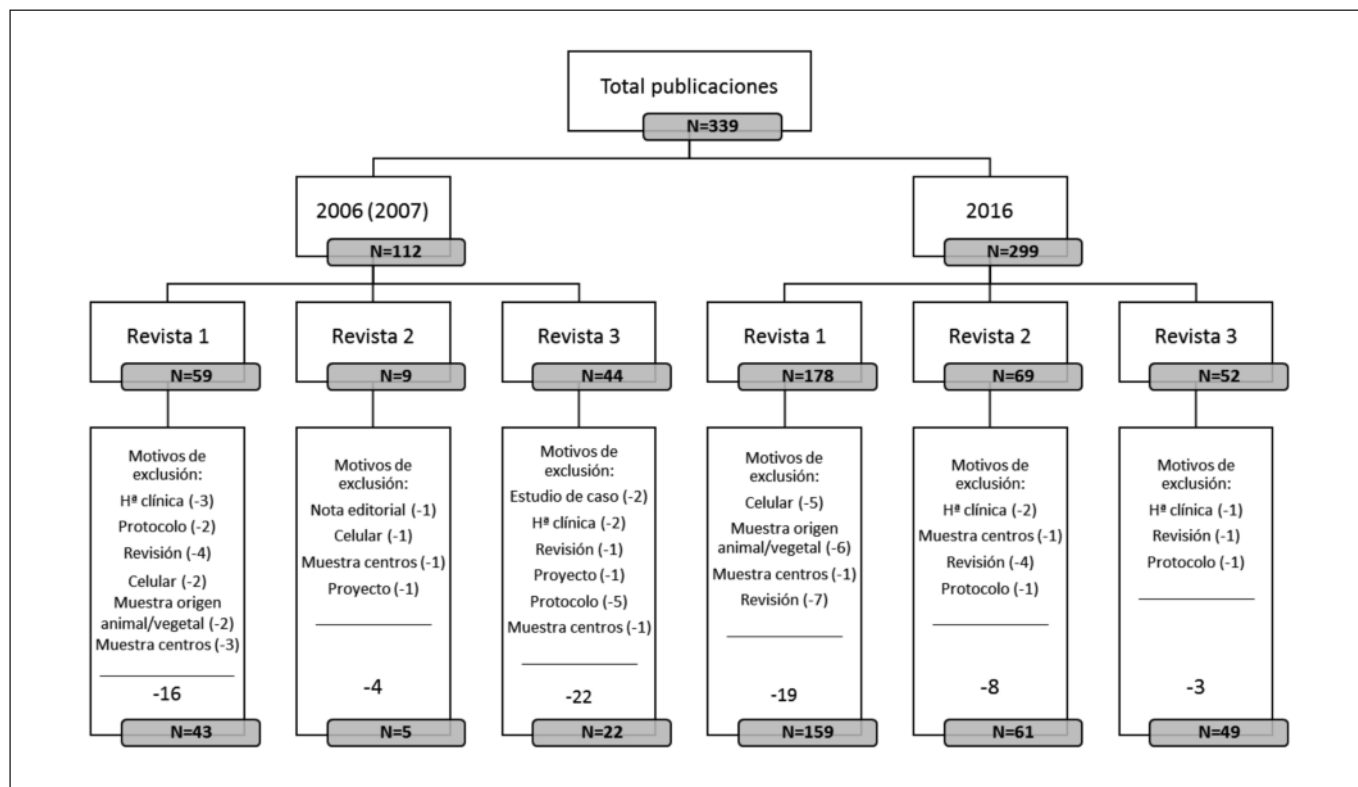 Total publicaciones
N=339
2006 (2007)
N=112
2016
N=299
Revista 1
N=59
Revista 2
N=9
Revista 3
N=44
Revista 1
N=178
Revista 2
N=69
Revista 3
N=52
Motivos de
exclusión:
Hª clínica (-3)
Protocolo (-2)
Revisión (-4)
Celular (-2)
Muestra origen
animal/vegetal (-2)
Muestra centros (-3)
-16
N=43
Motivos de
exclusión:
Nota editorial (-1)
Celular (-1)
Muestra centros (-1)
Proyecto (-1)
-4
N=5
Motivos de
exclusión:
Estudio de caso (-2)
Hª clínica (-2)
Revisión (-1)
Proyecto (-1)
Protocolo (-5)
Muestra centros (-1)
-22
N=22
Motivos de
exclusión:
Celular (-5)
Muestra origen
animal/vegetal (-6)
Muestra centros (-1)
Revisión (-7)
-19
N=159
Motivos de
exclusión:
Hª clínica (-2)
Muestra centros (-1)
Revisión (-4)
Protocolo (-1)
-8
N=61
Motivos de
exclusión:
Hª clínica (-1)
Revisión (-1)
Protocolo (-1)
-3
N=49